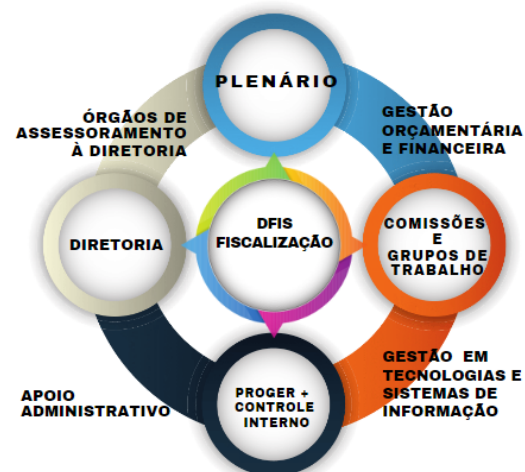 PLENÁRIO
ÓRGÃOS DE
ASSESSORAMENTO
À DIRETORIA
GESTÃO
ORÇAMENTÁRIA
E FINANCEIRA
DIRETORIA
DFIS
FISCALIZAÇÃO
COMISSÕES
E
GRUPOS DE
TRABALHO
APOIO
ADMINISTRATIVO
PROGER +
CONTROLE
INTERNO
GESTÃO EM
TECNOLOGIAS E
SISTEMAS DE
INFORMAÇÃO